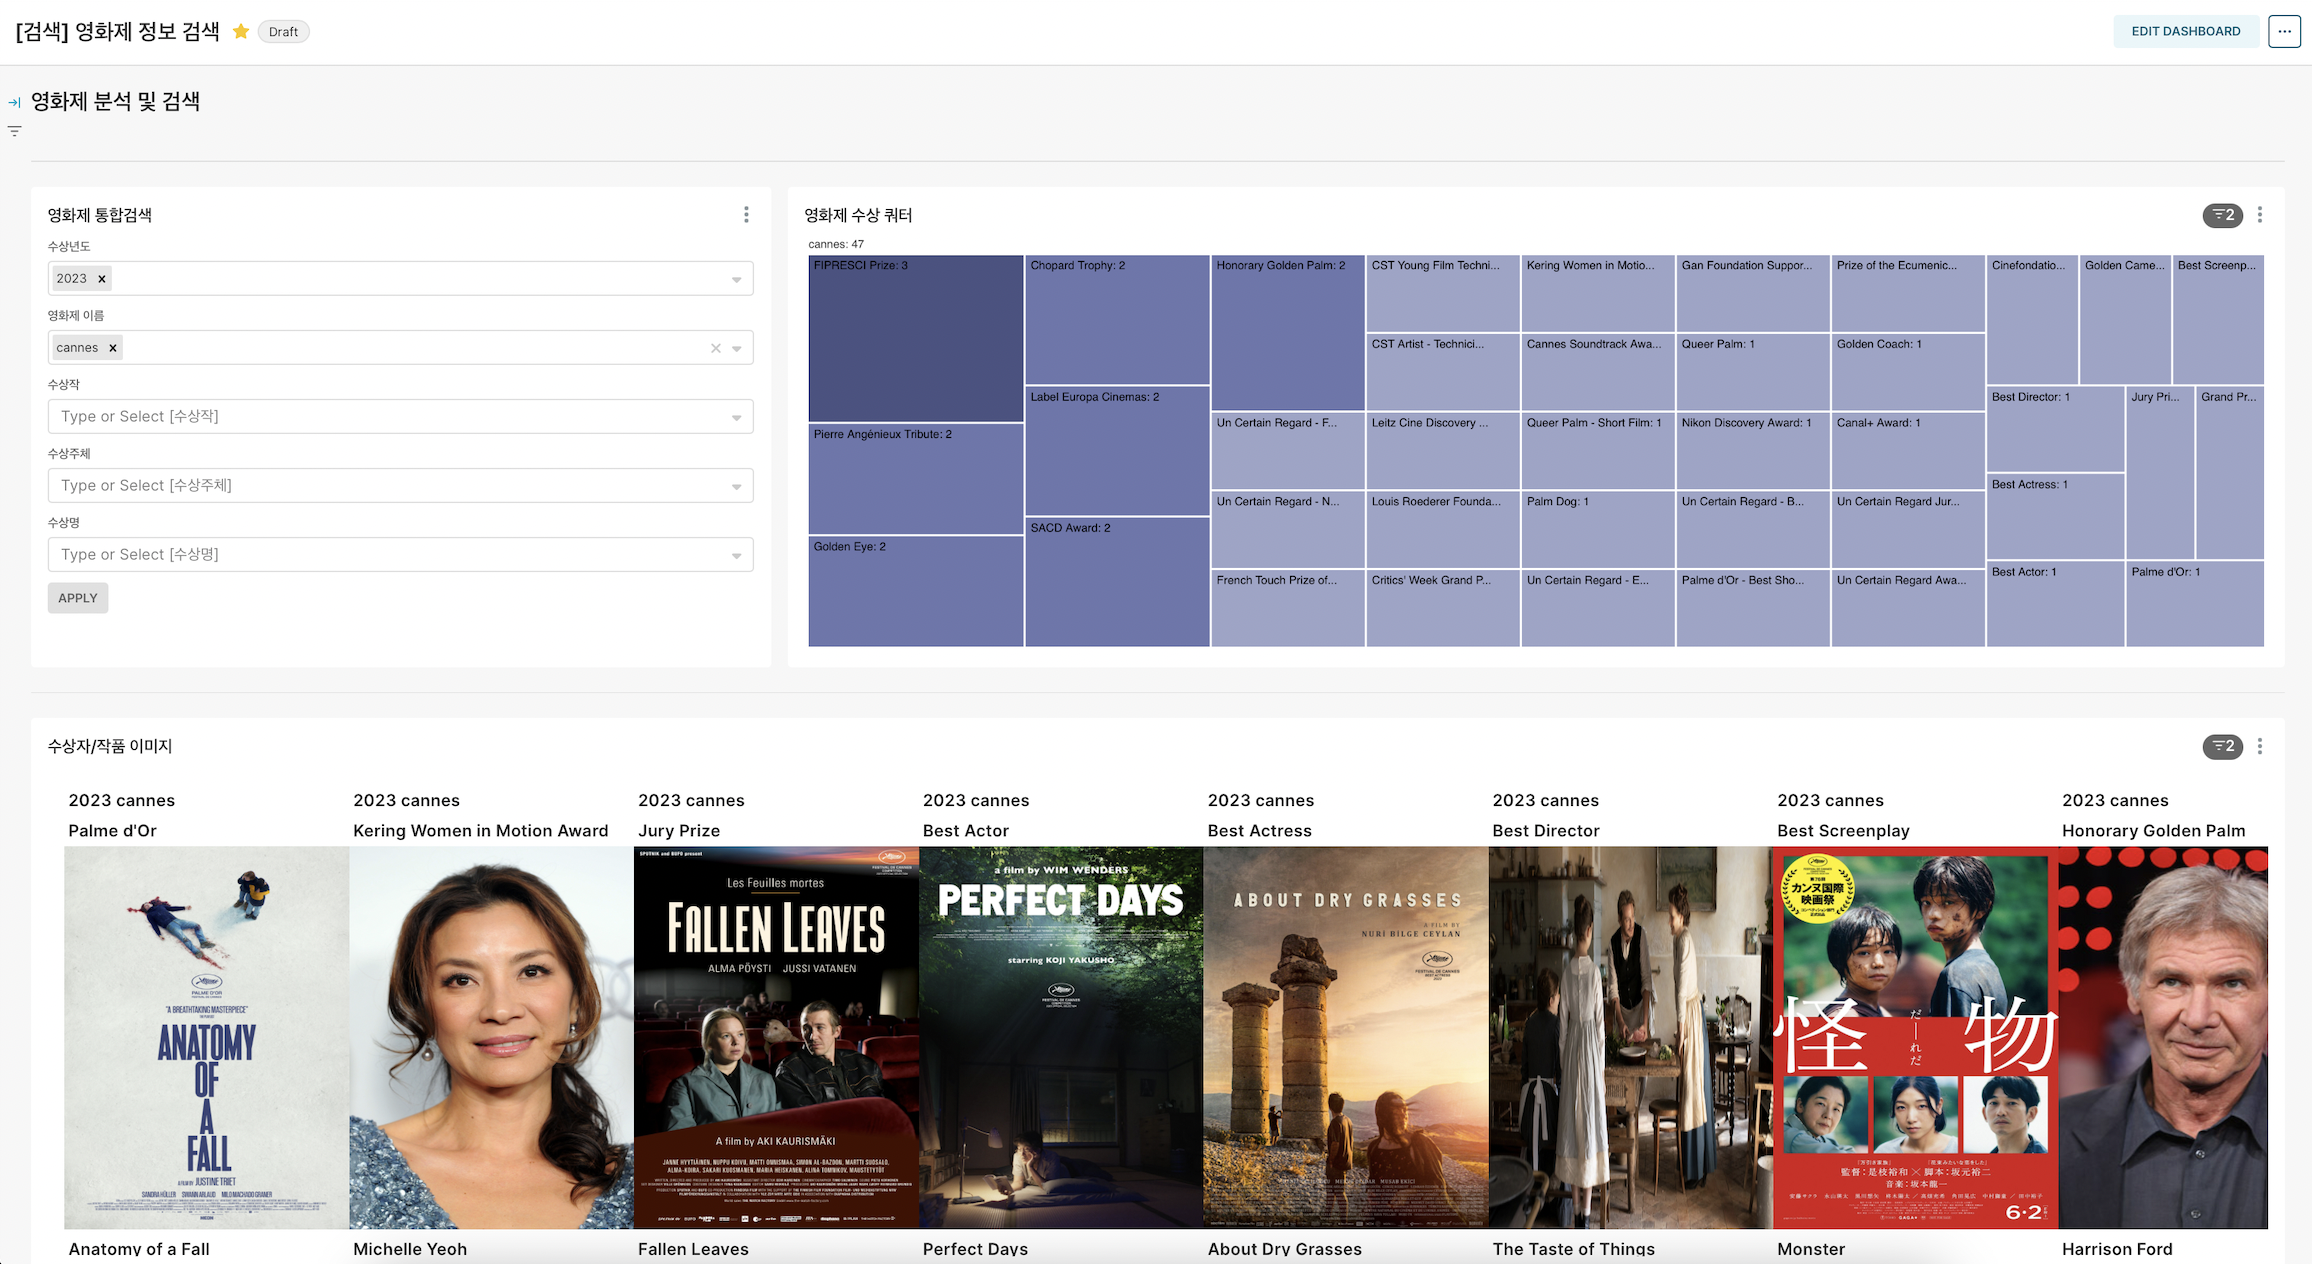 [검색] 영화제 정보 검색
Draft
EDIT DASHBOARD
영화제 분석 및 검색
영화제 통합검색
수상년도
2023
영화제 이름
cannes
수상작
Type or Select [수상작]
수상주체
Type or Select [수상주체]
수상명
Type or Select [수상명]
APPLY
영화제 수상 쿼터
2
cannes: 47
FIPRESCI Prize: 3
Pierre Angénieux Tribute: 2
Golden Eye: 2
Chopard Trophy: 2
Label Europa Cinemas: 2
SACD Award: 2
Honorary Golden Palm: 2
Un Certain Regard - F...
Un Certain Regard - N...
French Touch Prize of...
CST Young Film Techni...
CST Artist - Technici...
Leitz Cine Discovery ...
Louis Roederer Founda...
Critics' Week Grand P...
Kering Women in Motio...
Cannes Soundtrack Awa...
Queer Palm - Short Film: 1
Palm Dog: 1
Un Certain Regard - E...
Gan Foundation Suppor...
Queer Palm: 1
Nikon Discovery Award: 1
Un Certain Regard - B...
Palme d'Or - Best Sho...
Prize of the Ecumenic...
Golden Coach: 1
Canal+ Award: 1
Un Certain Regard Jur...
Un Certain Regard Awa...
Cinefondatio...
Golden Came...
Best Screenp...
Best Director: 1
Best Actress: 1
Best Actor: 1
Jury Pri...
Grand Pr...
Palme d'Or: 1
수상자/작품 이미지
2
2023 cannes
Palme d'Or
PALME D'OR
"A BREATHTAKING MASTERPIECE"
ANATOMY
OF
A
FALL
A FILM BY JUSTINE TRIET
SANDRA HÜLLER SWANN ARLAUD MILO MACHADO GRANER
Anatomy of a Fall
2023 cannes
Kering Women in Motion Award
Michelle Yeoh
2023 cannes
Jury Prize
SPUTNIK and BUFO present
Les Feuilles mortes
FALLEN LEAVES
ALMA PÖYSTI JUSSI VATANEN
A film by AKI KAURISMÄKI
Fallen Leaves
2023 cannes
Best Actor
a film by WIM WENDERS
PERFECT DAYS
starring KOJI YAKUSHO
Perfect Days
2023 cannes
Best Actress
ABOUT DRY GRASSES
A FILM BY
NURI BILGE CEYLAN
About Dry Grasses
2023 cannes
Best Director
The Taste of Things
2023 cannes
Best Screenplay
カンヌ国際
映画祭
怪物
だーれだ
監督：是枝裕和 × 脚本：坂元裕二
音楽：坂本龍一
6・2
Monster
2023 cannes
Honorary Golden Palm
Harrison Ford